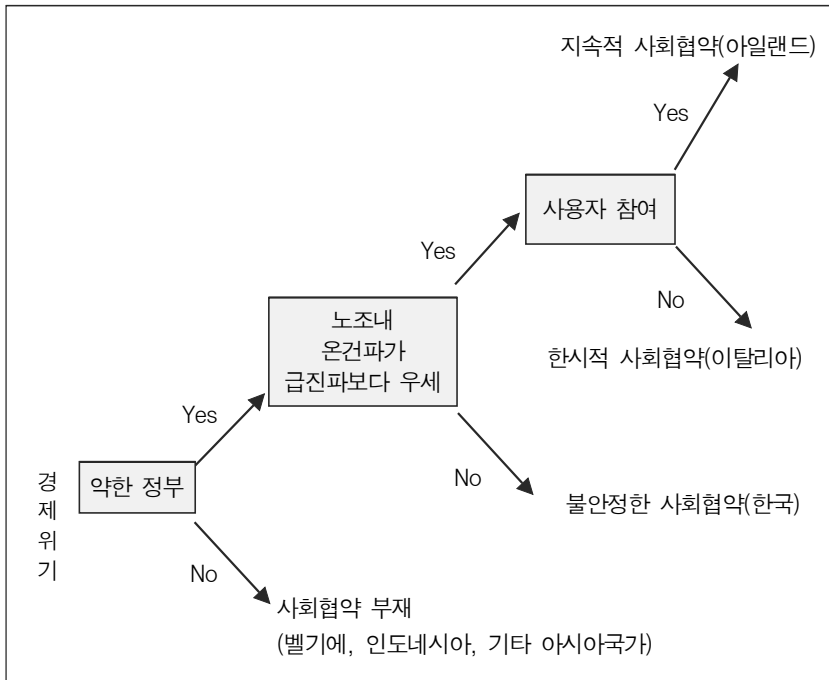 지속적 사회협약(아일랜드)
Yes
사용자 참여
Yes
No
노조내
온건파가
급진파보다 우세
한시적 사회협약(이탈리아)
Yes
No
경
제
위
기
약한 정부
불안정한 사회협약(한국)
No
사회협약 부재
(벨기에, 인도네시아, 기타 아시아국가)